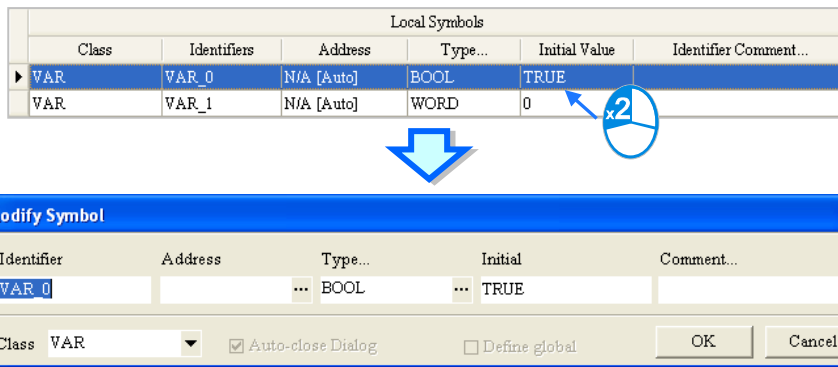 Local Symbols
Class Identifiers Address Type... Initial Value Identifier Comment...
VAR VAR_0 N/A [Auto] BOOL TRUE
VAR VAR_1 N/A [Auto] WORD 0
x2
odify Symbol
Identifier Address Type... Initial Comment...
VAR_0 ... BOOL ... TRUE
Class VAR Auto-close Dialog Define global OK Cancel